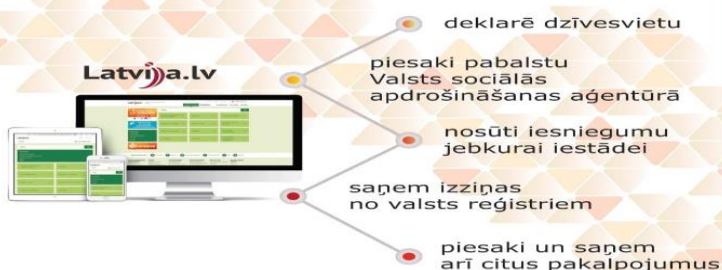 deklarē dzīvesvietu
Latvija.lv
piesaki pabalstu
Valsts sociālās
apdrošināšanas aģentūrā
nosūti iesniegumu
jebkurai iestādei
saņem izziņas
no valsts reģistriem
piesaki un saņem
arī citus pakalpojumus